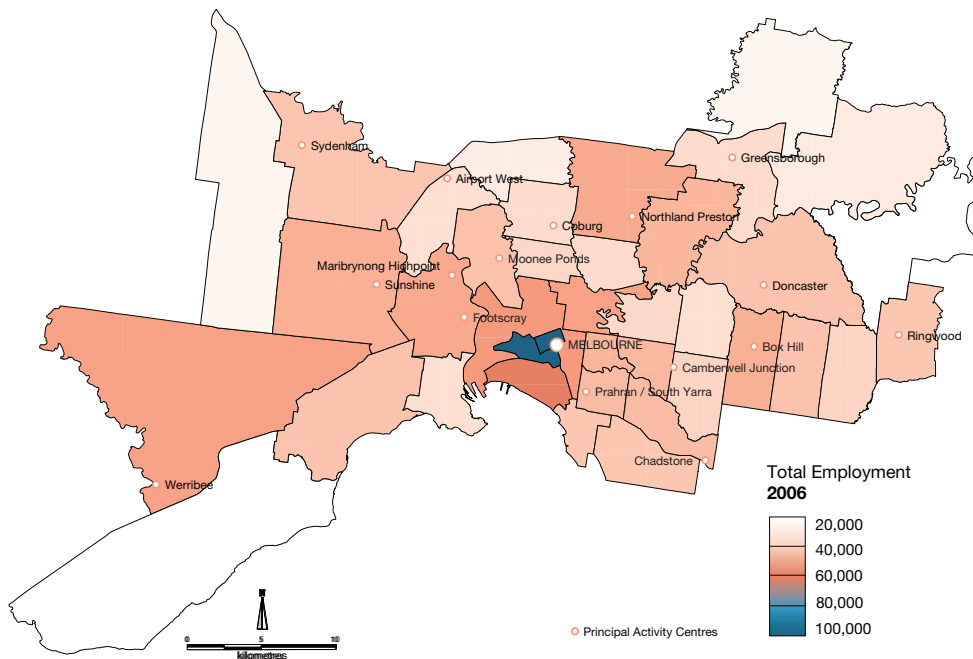 Sydenham
Greensborough
Airport West
Northland Preston
Coburg
Moonee Ponds
Maribrynong Highpoint
Sunshine
Doncaster
Footscray
Ringwood
MELBOURNE
Box Hill
Camberwell Junction
Prahran / South Yarra
Chadstone
Werribee
Total Employment
2006
20,000
40,000
60,000
80,000
100,000
N
0 5 10
kilometres
Principal Activity Centres